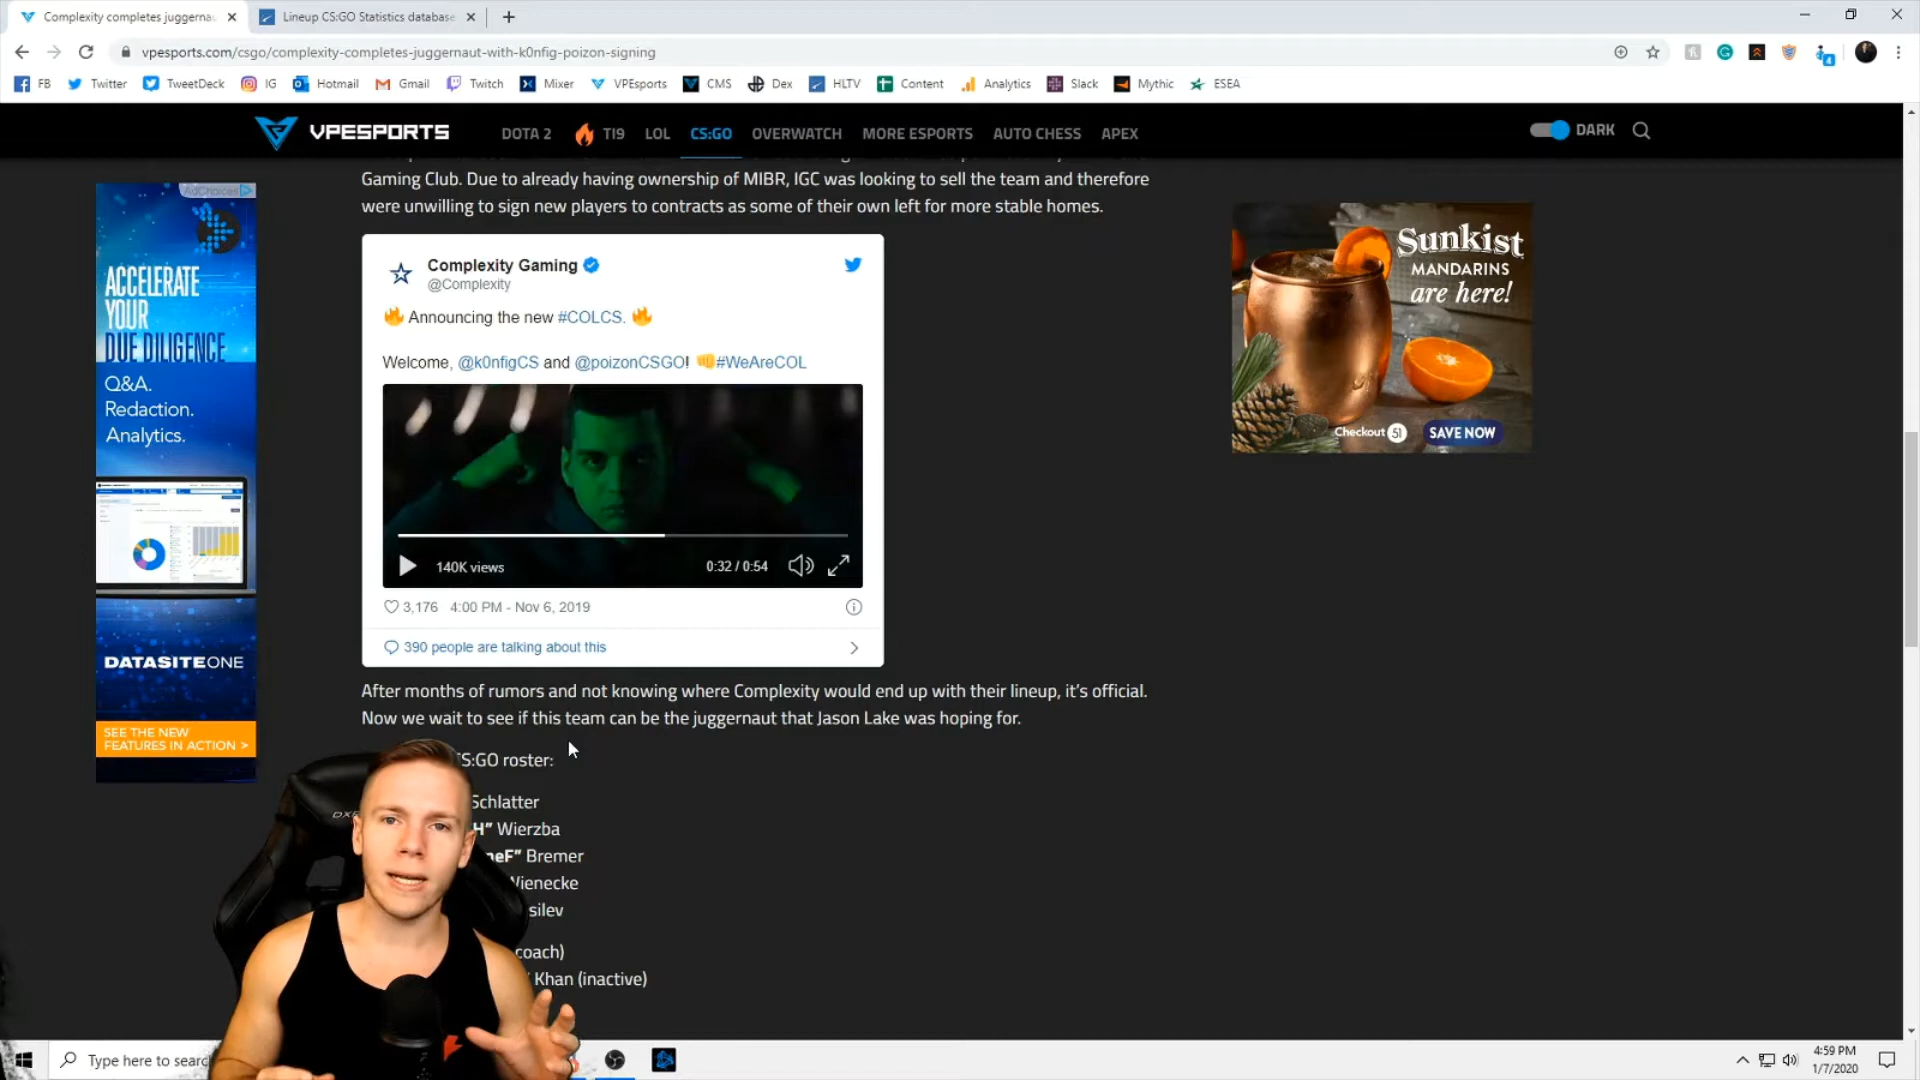 Complexity completes juggerna
Lineup CS:GO Statistics database
vpesports.com/csgo/complexity-completes-juggernaut-with-k0nfig-poizon-signing
FB Twitter TweetDeck IG Hotmail Gmail Twitch Mixer VPEsports CMS Dex HLTV Content Analytics Slack Mythic ESEA
VPESPORTS DOTA 2 TI9 LOL CS:GO OVERWATCH MORE ESPORTS AUTO CHESS APEX DARK
Gaming Club. Due to already having ownership of MIBR, IGC was looking to sell the team and therefore
were unwilling to sign new players to contracts as some of their own left for more stable homes.
AdChoices
ACCELERATE
YOUR
DUE DILIGENCE
Q&A.
Redaction.
Analytics.
DATASITEONE
SEE THE NEW
FEATURES IN ACTION >
Complexity Gaming
@Complexity
Announcing the new #COLCS.
Welcome, @k0nfigCS and @poizonCSGO! #WeAreCOL
140K views 0:32 / 0:54
3,176 4:00 PM - Nov 6, 2019
390 people are talking about this
Sunkist
MANDARINS
are here!
Checkout 51 SAVE NOW
After months of rumors and not knowing where Complexity would end up with their lineup, it's official.
Now we wait to see if this team can be the juggernaut that Jason Lake was hoping for.
CS:GO roster:
Schlatter
H" Wierzba
neF" Bremer
Wienecke
silev
coach)
Khan (inactive)
DX
Type here to searc
4:59 PM
1/7/2020